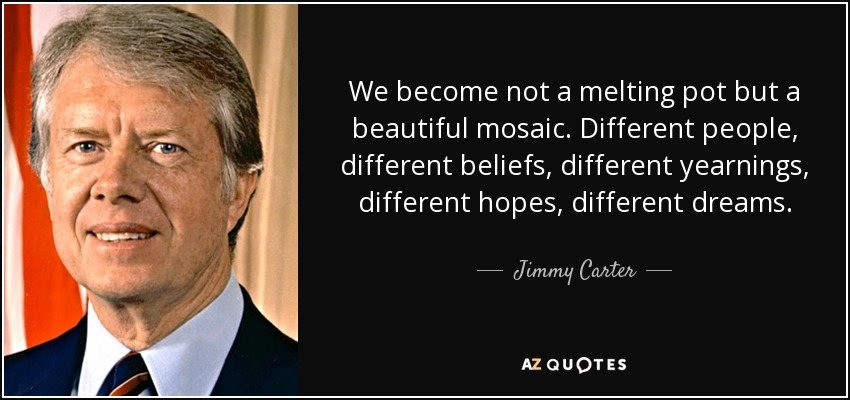 We become not a melting pot but a
beautiful mosaic. Different people,
different beliefs, different yearnings,
different hopes, different dreams.
Jimmy Carter
AZ QUOTES